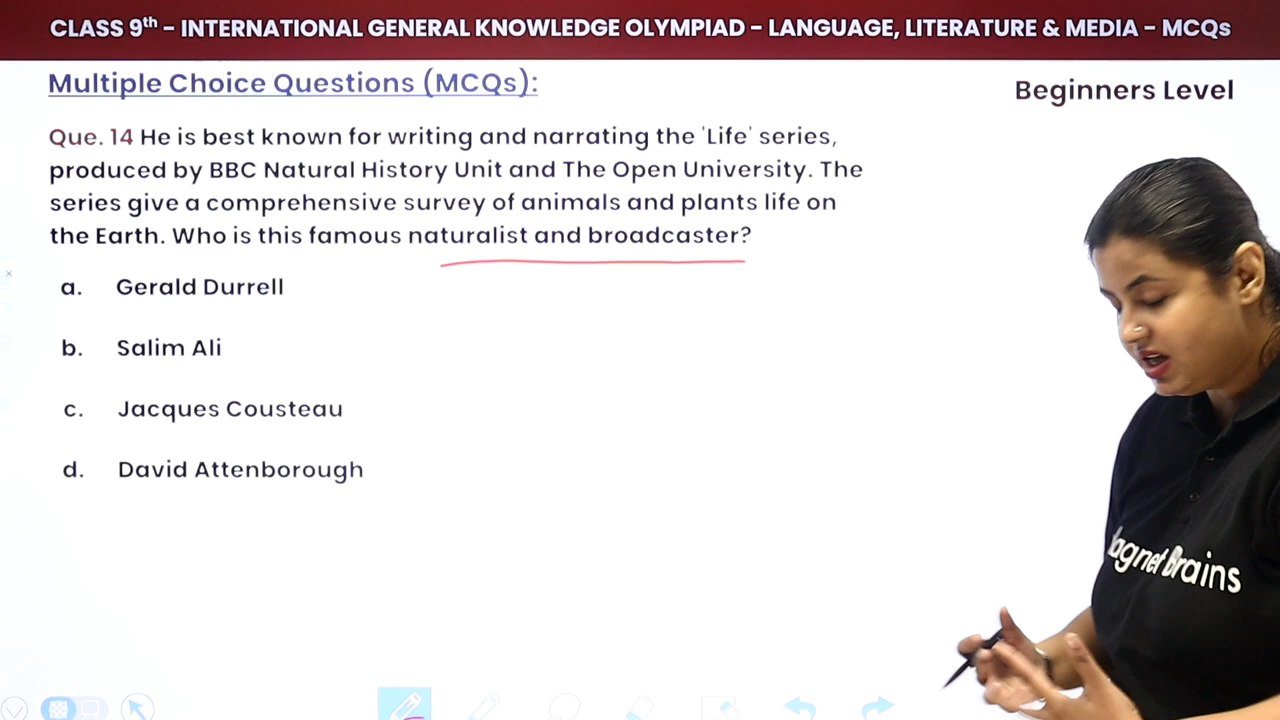 CLASS 9th - INTERNATIONAL GENERAL KNOWLEDGE OLYMPIAD - LANGUAGE, LITERATURE & MEDIA - MCQs
Multiple Choice Questions (MCQs):
Beginners Level
Que. 14 He is best known for writing and narrating the 'Life' series,
produced by BBC Natural History Unit and The Open University. The
series give a comprehensive survey of animals and plants life on
the Earth. Who is this famous naturalist and broadcaster?
a. Gerald Durrell
b. Salim Ali
c. Jacques Cousteau
d. David Attenborough
agnet Brains